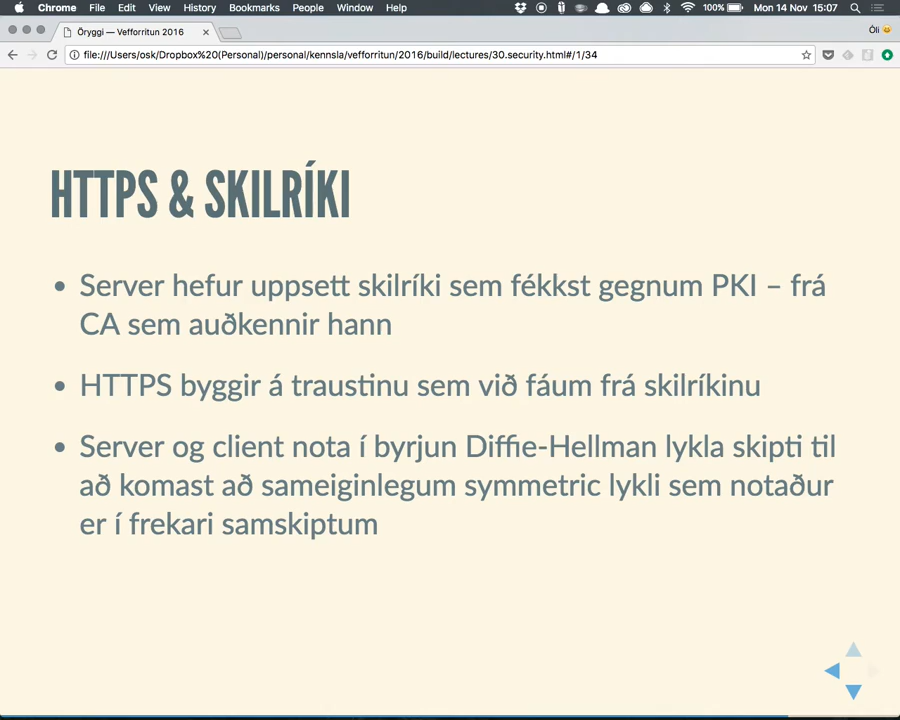 Chrome File Edit View History Bookmarks People Window Help 100% Mon 14 Nov 15:07
Öryggi — Vefforritun 2016
Óli
file:///Users/osk/Dropbox%20(Personal)/personal/kennsla/vefforritun/2016/build/lectures/30.security.html#/1/34
HTTPS & SKILRÍKI
• Server hefur uppsett skilríki sem fékkst gegnum PKI – frá
CA sem auðkennir hann
• HTTPS byggir á traustinu sem við fáum frá skilríkinu
• Server og client nota í byrjun Diffie-Hellman lykla skipti til
að komast að sameiginlegum symmetric lykli sem notaður
er í frekari samskiptum